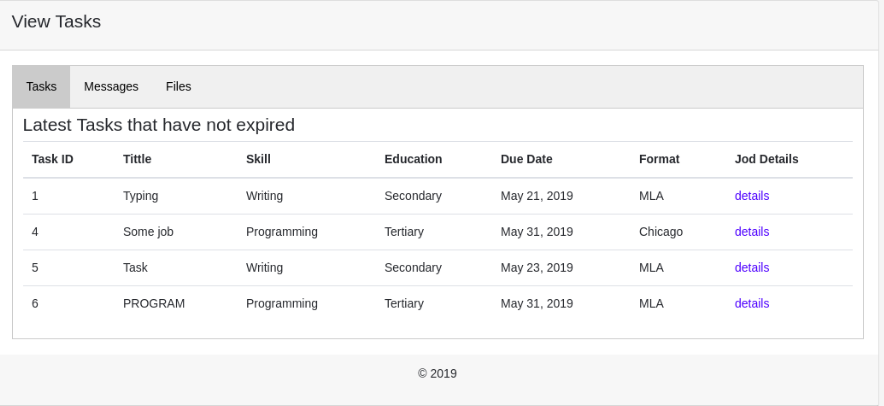 View Tasks
Tasks Messages Files
Latest Tasks that have not expired
Task ID Tittle Skill Education Due Date Format Jod Details
1 Typing Writing Secondary May 21, 2019 MLA details
4 Some job Programming Tertiary May 31, 2019 Chicago details
5 Task Writing Secondary May 23, 2019 MLA details
6 PROGRAM Programming Tertiary May 31, 2019 MLA details
© 2019